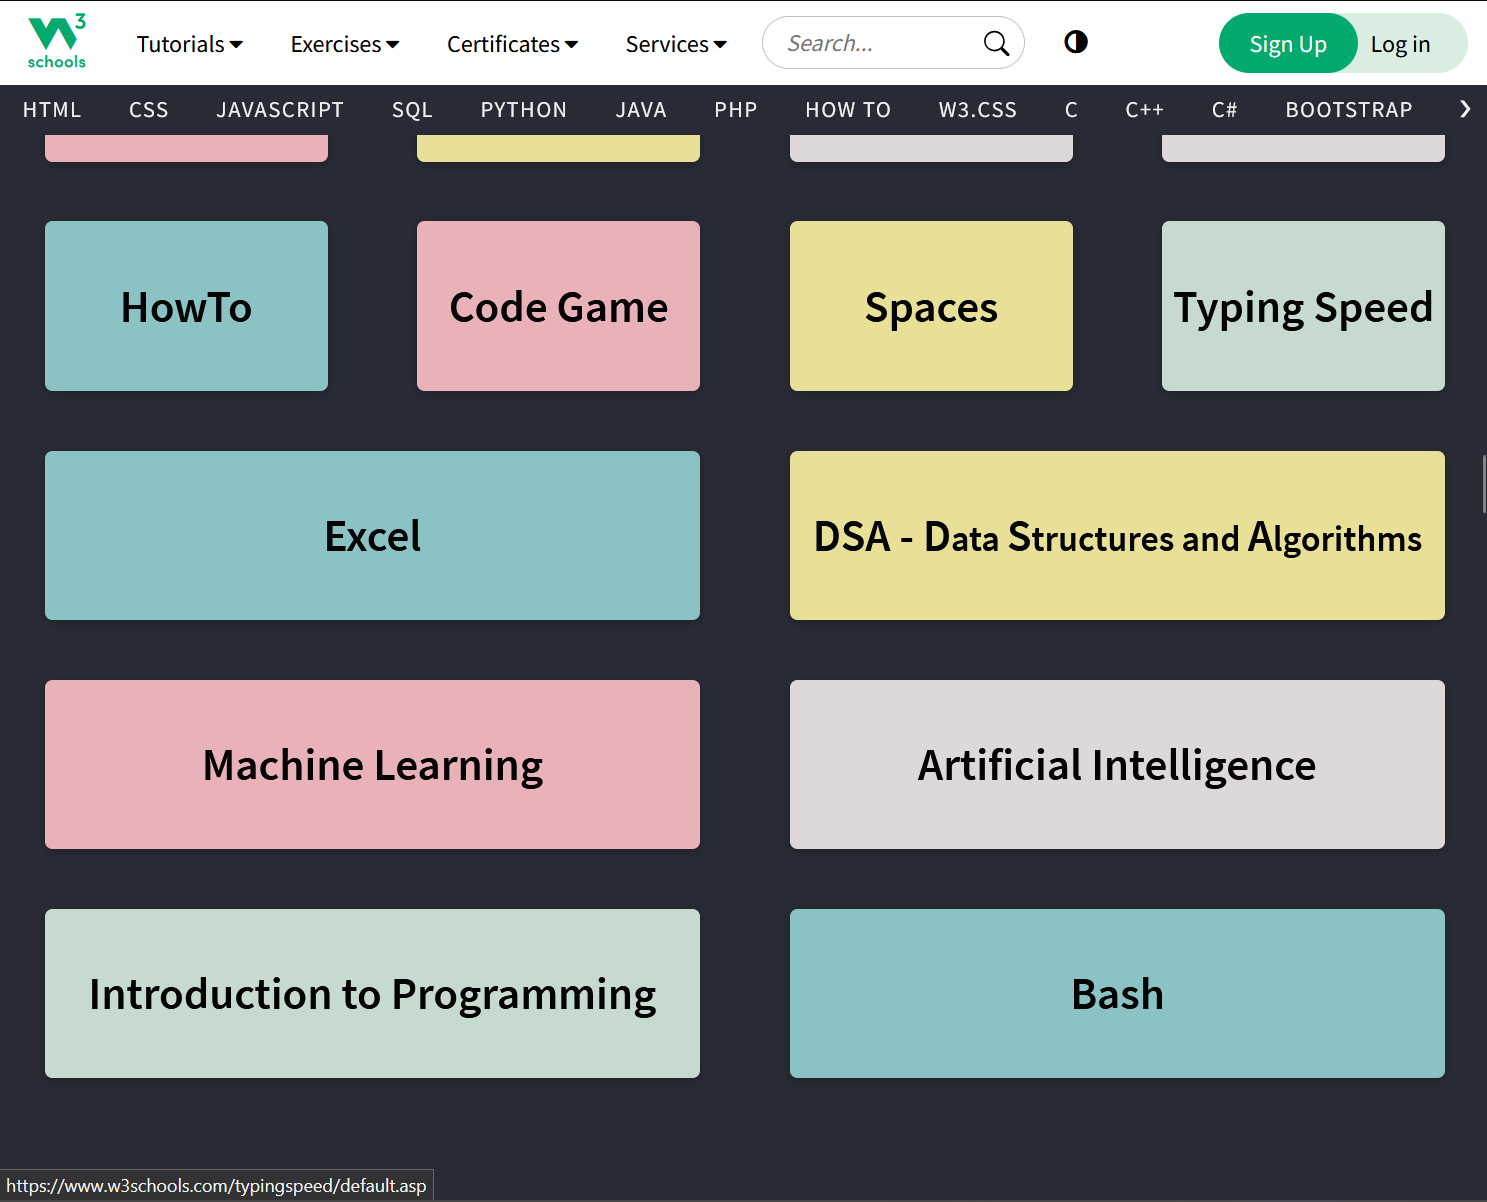 W3 schools
Tutorials Exercises Certificates Services Search... Sign Up Log in
HTML CSS JAVASCRIPT SQL PYTHON JAVA PHP HOW TO W3.CSS C C++ C# BOOTSTRAP
HowTo Code Game Spaces Typing Speed
Excel DSA - Data Structures and Algorithms
Machine Learning Artificial Intelligence
Introduction to Programming Bash
https://www.w3schools.com/typingspeed/default.asp